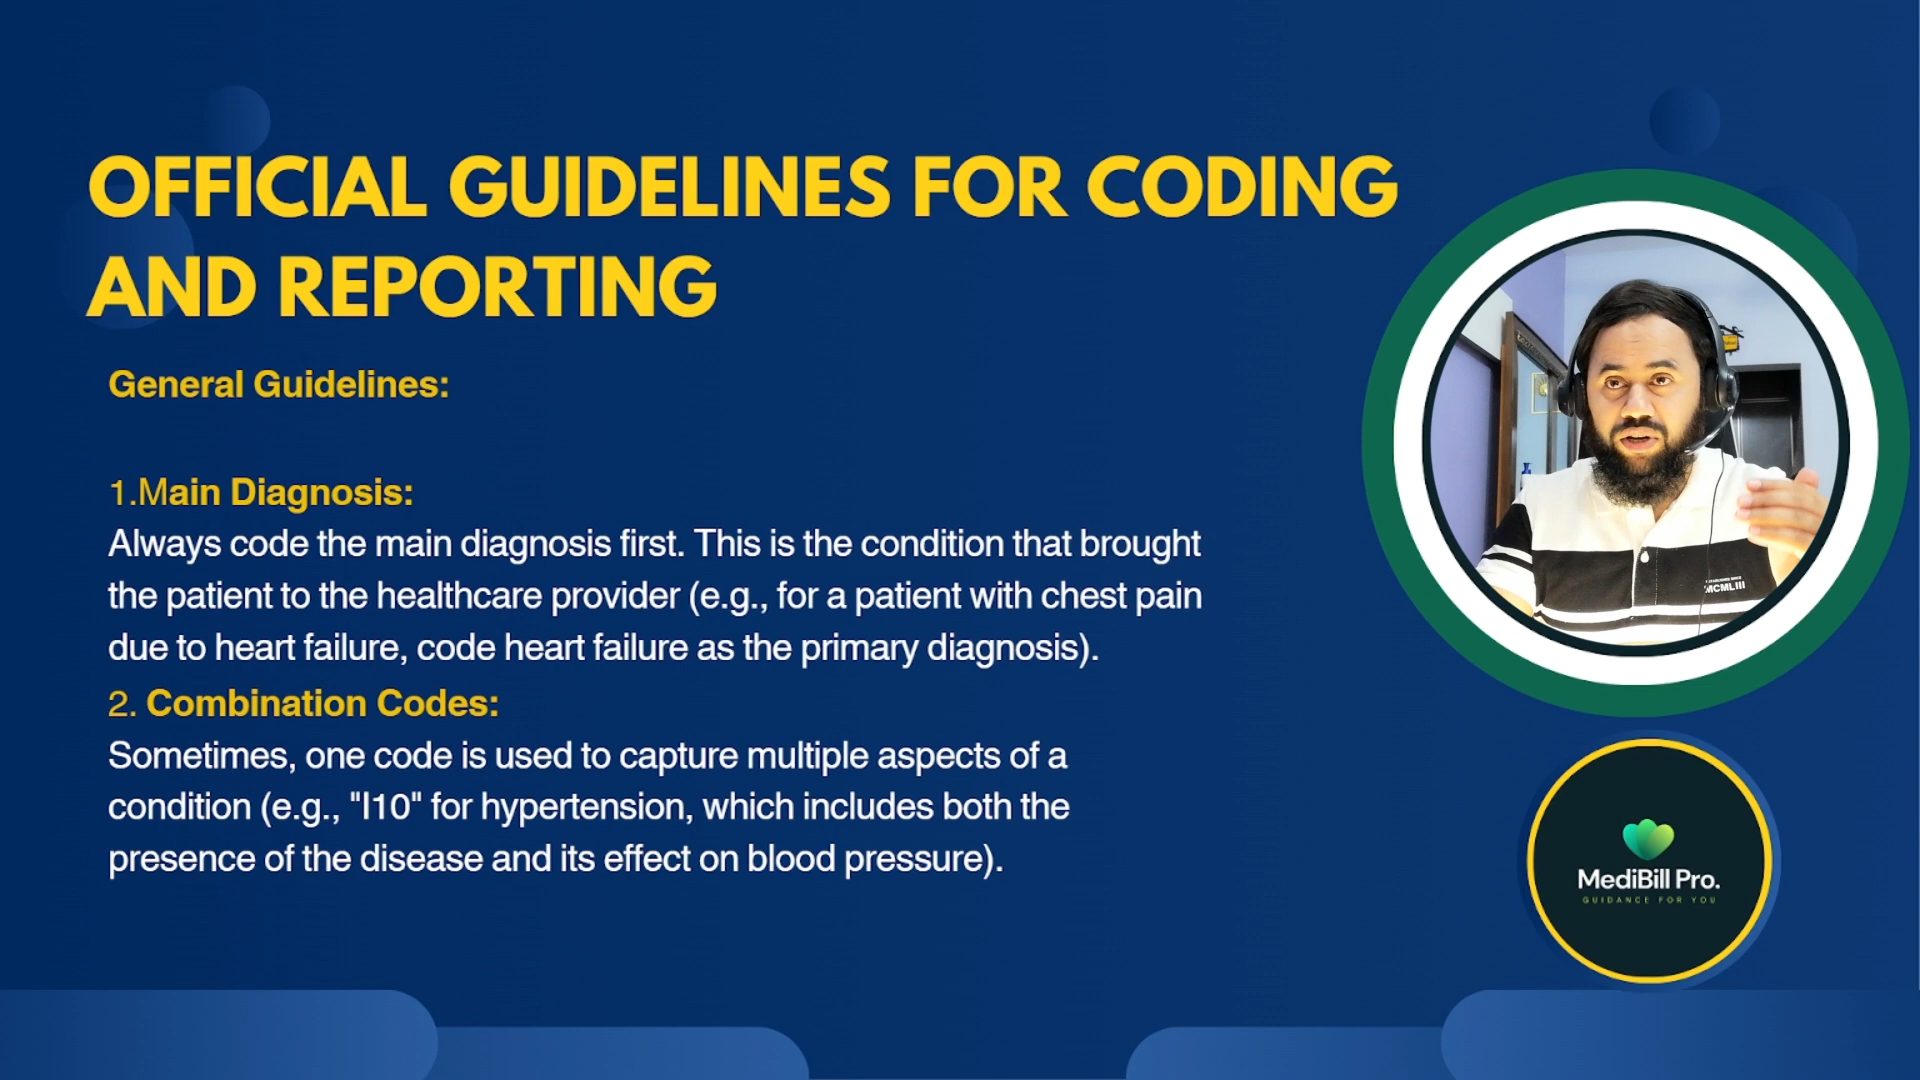 OFFICIAL GUIDELINES FOR CODING
AND REPORTING
General Guidelines:
1.Main Diagnosis:
Always code the main diagnosis first. This is the condition that brought
the patient to the healthcare provider (e.g., for a patient with chest pain
due to heart failure, code heart failure as the primary diagnosis).
2. Combination Codes:
Sometimes, one code is used to capture multiple aspects of a
condition (e.g., "I10" for hypertension, which includes both the
presence of the disease and its effect on blood pressure).
MCMLIII
MediBill Pro.
GUIDANCE FOR YOU